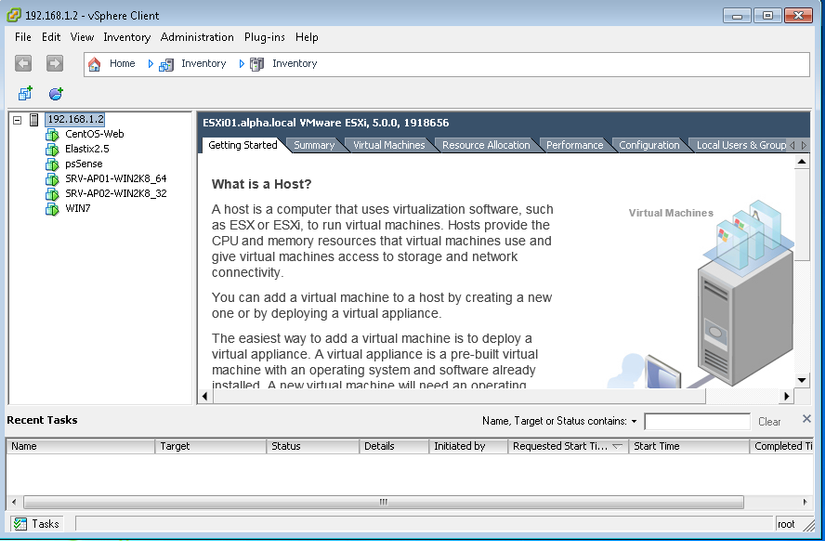 192.168.1.2 - vSphere Client
File Edit View Inventory Administration Plug-ins Help
Home Inventory Inventory
192.168.1.2
CentOS-Web
Elastix2.5
psSense
SRV-AP01-WIN2K8_64
SRV-AP02-WIN2K8_32
WIN7
ESXi01.alpha.local VMware ESXi, 5.0.0, 1918656
Getting Started Summary Virtual Machines Resource Allocation Performance Configuration Local Users & Group
What is a Host?
A host is a computer that uses virtualization software, such
as ESX or ESXi, to run virtual machines. Hosts provide the
CPU and memory resources that virtual machines use and
give virtual machines access to storage and network
connectivity.
You can add a virtual machine to a host by creating a new
one or by deploying a virtual appliance.
The easiest way to add a virtual machine is to deploy a
virtual appliance. A virtual appliance is a pre-built virtual
machine with an operating system and software already
installed. A new virtual machine will need an operating
Virtual Machines
Recent Tasks
Name, Target or Status contains: Clear
Name Target Status Details Initiated by Requested Start Ti... Start Time Completed Ti
Tasks
root